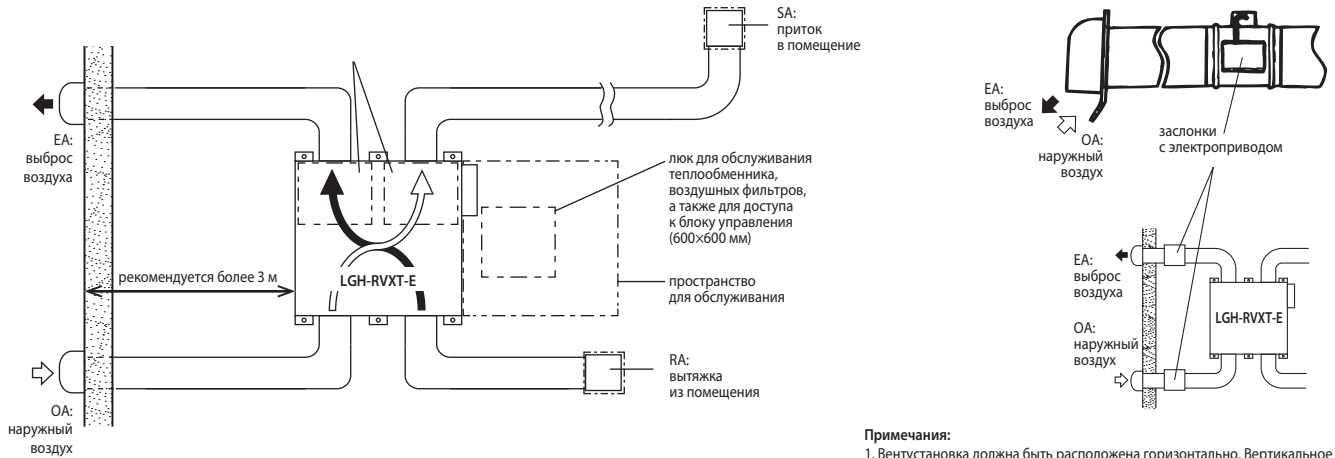 SA:
приток
в помещение
EA:
выброс
воздуха
люк для обслуживания
теплообменника,
воздушных фильтров,
а также для доступа
к блоку управления
(600×600 мм)
рекомендуется более 3 м
LGH-RVXT-E
пространство
для обслуживания
RA:
вытяжка
из помещения
OA:
наружный
воздух
EA:
выброс
воздуха
OA:
наружный
воздух
заслонки
с электроприводом
EA:
выброс
воздуха
LGH-RVXT-E
OA:
наружный
воздух
Примечания:
1. Вентустановка должна быть расположена горизонтально. Вертикальное